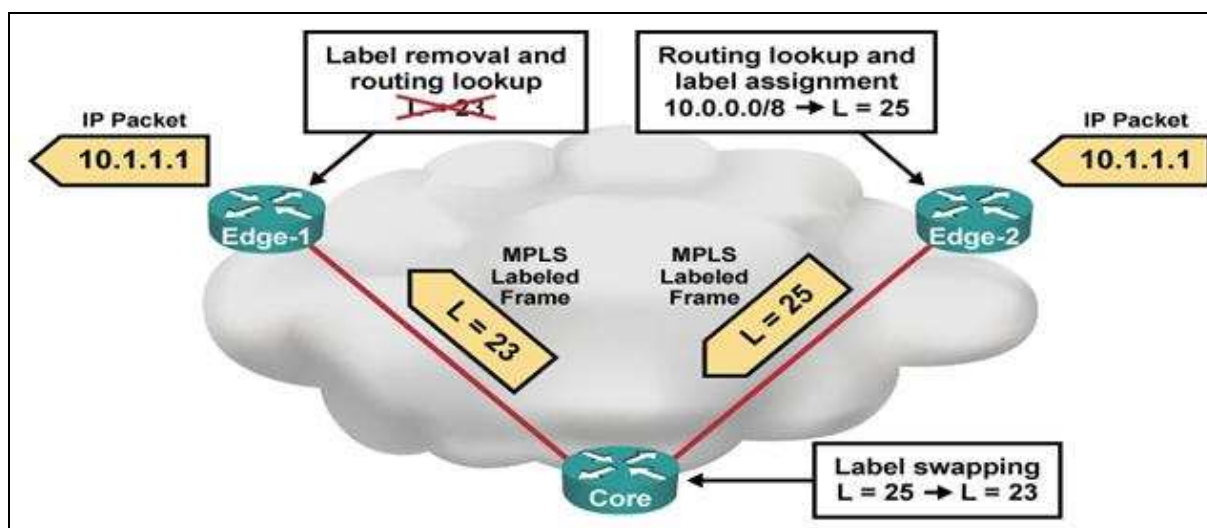 Label removal and
routing lookup
L = 23
Routing lookup and
label assignment
10.0.0.0/8 → L = 25
IP Packet
10.1.1.1
IP Packet
10.1.1.1
Edge-1
Edge-2
MPLS
Labeled
Frame
L = 23
MPLS
Labeled
Frame
L = 25
Core
Label swapping
L = 25 → L = 23